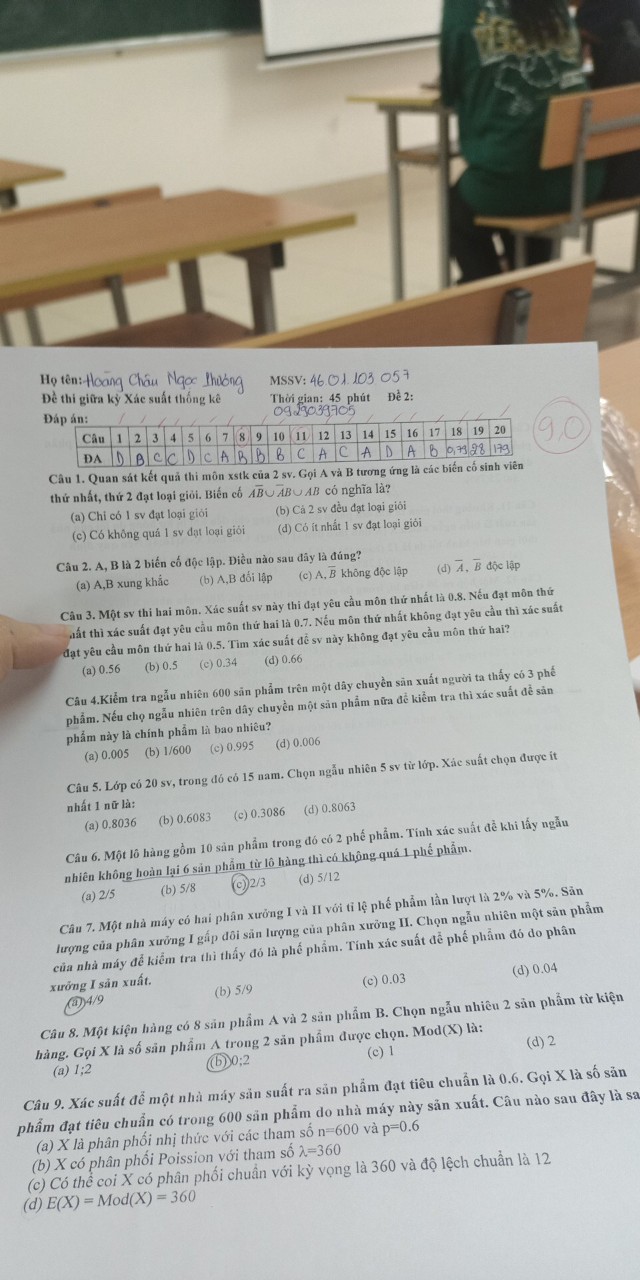 Họ tên: Hoàng Châu Ngọc Phương MSSV: 46.01.103.057
Đề thi giữa kỳ Xác suất thống kê Thời gian: 45 phút Đề 2:
Đáp án: 0929039705
Câu 1 2 3 4 5 6 7 8 9 10 11 12 13 14 15 16 17 18 19 20
ĐA D B C C D C A B B B C A C A D A B 0,79 28 179
9,0
Câu 1. Quan sát kết quả thi môn xstk của 2 sv. Gọi A và B tương ứng là các biến cố sinh viên
thứ nhất, thứ 2 đạt loại giỏi. Biến cố A\overline{B}∪\overline{A}B∪AB có nghĩa là?
(a) Chỉ có 1 sv đạt loại giỏi (b) Cả 2 sv đều đạt loại giỏi
(c) Có không quá 1 sv đạt loại giỏi (d) Có ít nhất 1 sv đạt loại giỏi
Câu 2. A, B là 2 biến cố độc lập. Điều nào sau đây là đúng?
(a) A,B xung khắc (b) A,B đối lập (c) A, \overline{B} không độc lập (d) \overline{A}, \overline{B} độc lập
Câu 3. Một sv thi hai môn. Xác suất sv này thi đạt yêu cầu môn thứ nhất là 0.8. Nếu đạt môn thứ
thì xác suất đạt yêu cầu môn thứ hai là 0.7. Nếu môn thứ nhất không đạt yêu cầu thì xác suất
đạt yêu cầu môn thứ hai là 0.5. Tìm xác suất để sv này không đạt yêu cầu môn thứ hai?
(a) 0.56 (b) 0.5 (c) 0.34 (d) 0.66
Câu 4.Kiểm tra ngẫu nhiên 600 sản phẩm trên một dây chuyền sản xuất người ta thấy có 3 phế
phẩm. Nếu chọ ngẫu nhiên trên dây chuyền một sản phẩm nữa để kiểm tra thì xác suất để sản
phẩm này là chính phẩm là bao nhiêu?
(a) 0.005 (b) 1/600 (c) 0.995 (d) 0.006
Câu 5. Lớp có 20 sv, trong đó có 15 nam. Chọn ngẫu nhiên 5 sv từ lớp. Xác suất chọn được ít
nhất 1 nữ là:
(a) 0.8036 (b) 0.6083 (c) 0.3086 (d) 0.8063
Câu 6. Một lô hàng gồm 10 sản phẩm trong đó có 2 phế phẩm. Tính xác suất để khi lấy ngẫu
nhiên không hoàn lại 6 sản phẩm từ lô hàng thì có không quá 1 phế phẩm.
(a) 2/5 (b) 5/8 (c) 2/3 (d) 5/12
Câu 7. Một nhà máy có hai phân xưởng I và II với tỉ lệ phế phẩm lần lượt là 2% và 5%. Sản
lượng của phân xưởng I gấp đôi sản lượng của phân xưởng II. Chọn ngẫu nhiên một sản phẩm
của nhà máy để kiểm tra thì thấy đó là phế phẩm. Tính xác suất để phế phẩm đó do phân
xưởng I sản xuất.
(a) 4/9 (b) 5/9 (c) 0.03 (d) 0.04
Câu 8. Một kiện hàng có 8 sản phẩm A và 2 sản phẩm B. Chọn ngẫu nhiêu 2 sản phẩm từ kiện
hàng. Gọi X là số sản phẩm A trong 2 sản phẩm được chọn. Mod(X) là:
(a) 1;2 (b) 0;2 (c) 1 (d) 2
Câu 9. Xác suất để một nhà máy sản suất ra sản phẩm đạt tiêu chuẩn là 0.6. Gọi X là số sản
phẩm đạt tiêu chuẩn có trong 600 sản phẩm do nhà máy này sản xuất. Câu nào sau đây là sa
(a) X là phân phối nhị thức với các tham số n=600 và p=0.6
(b) X có phân phối Poission với tham số λ=360
(c) Có thể coi X có phân phối chuẩn với kỳ vọng là 360 và độ lệch chuẩn là 12
(d) E(X) = Mod(X) = 360